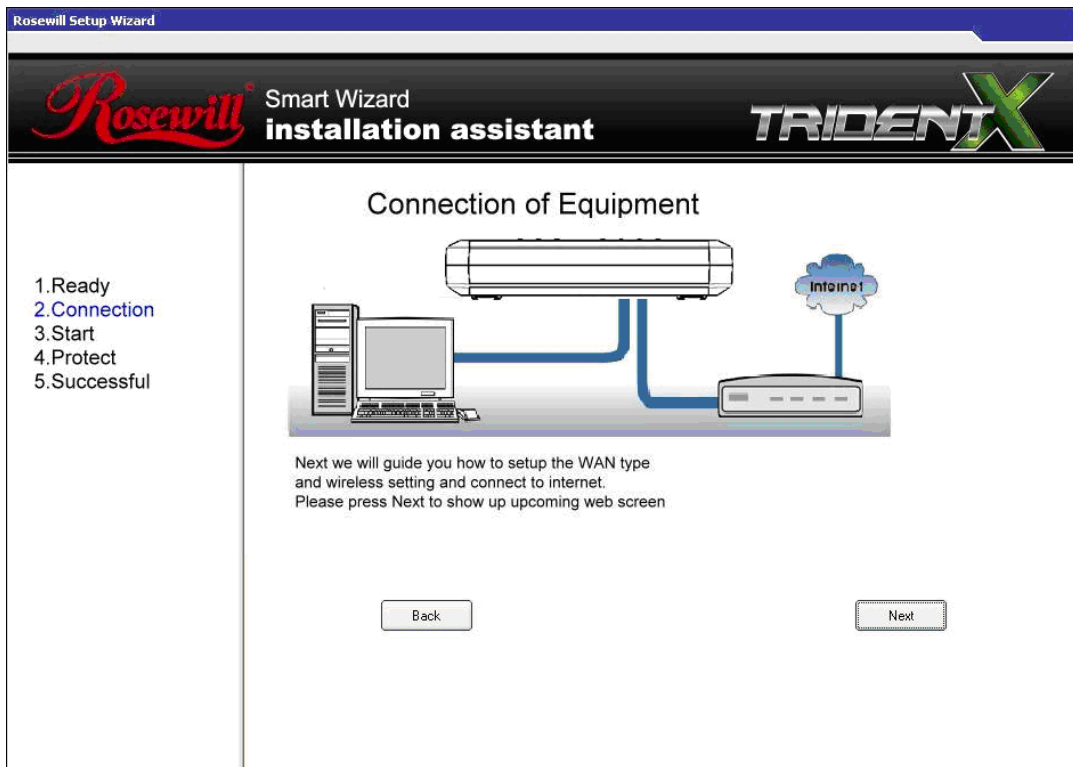 Rosewill Setup Wizard
Rosewill
Smart Wizard
installation assistant
TRIDENTX
1.Ready
2.Connection
3.Start
4.Protect
5.Successful
Connection of Equipment
Internet
Next we will guide you how to setup the WAN type
and wireless setting and connect to internet.
Please press Next to show up upcoming web screen
Back
Next